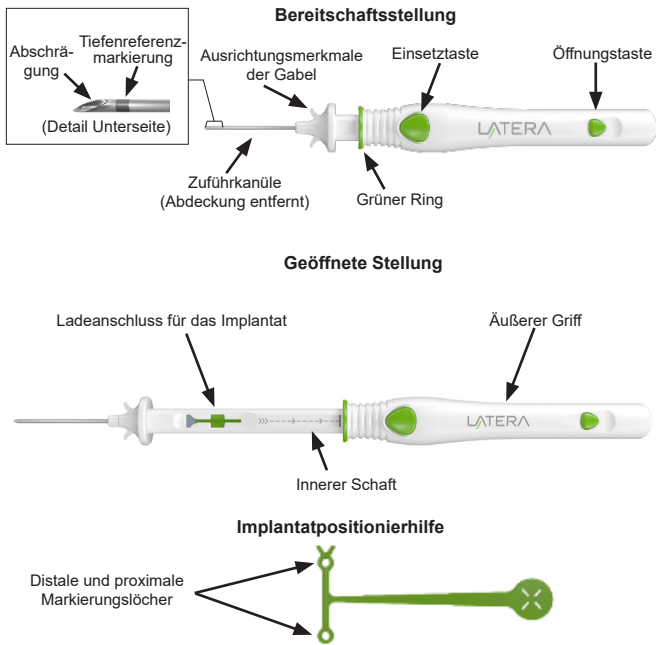 Bereitschaftsstellung
Abschrä-
gung
Tiefenreferenz-
markierung
(Detail Unterseite)
Ausrichtungsmerkmale
der Gabel
Einsetztaste
Öffnungstaste
LATERA
Zuführkanüle
(Abdeckung entfernt)
Grüner Ring
Geöffnete Stellung
Ladeanschluss für das Implantat
Äußerer Griff
LATERA
Innerer Schaft
Implantatpositionierhilfe
Distale und proximale
Markierungslöcher